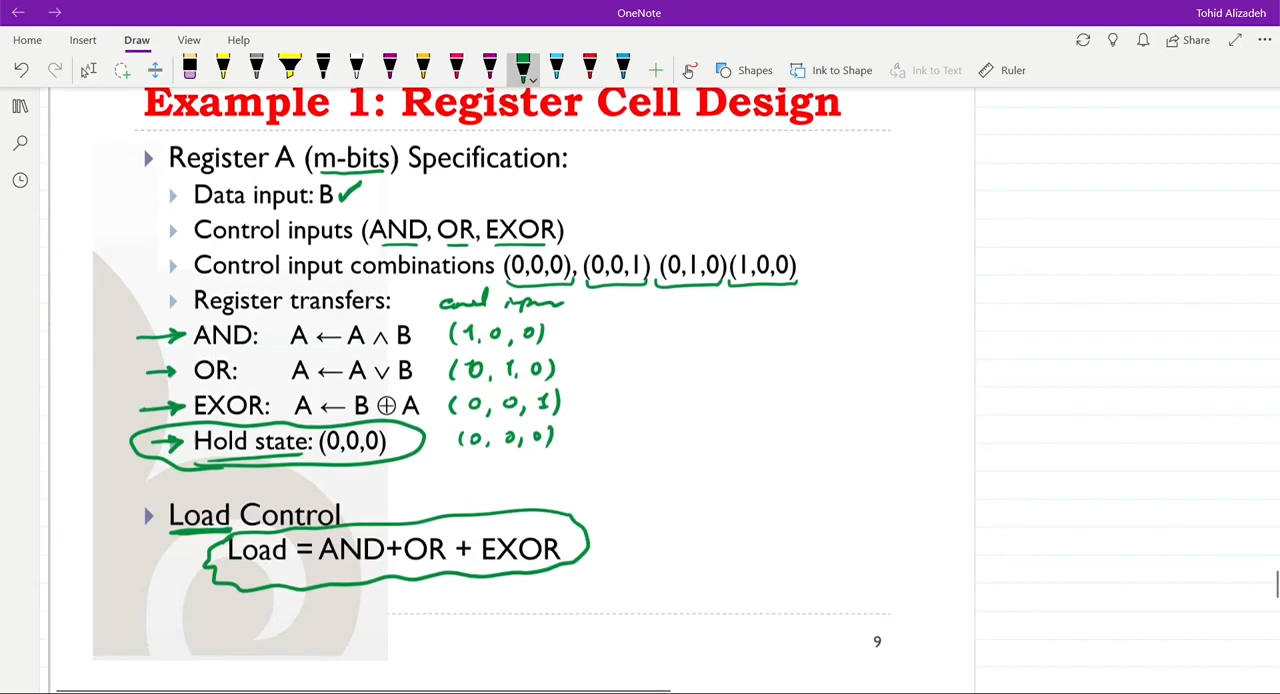 OneNote
Tohid Alizadeh
Home Insert Draw View Help
Share
Shapes Ink to Shape Ink to Text Ruler
Example 1: Register Cell Design
Register A (m-bits) Specification:
Data input: B
Control inputs (AND, OR, EXOR)
Control input combinations (0,0,0), (0,0,1) (0,1,0)(1,0,0)
Register transfers:
AND: A ← A ∧ B (1, 0, 0)
OR: A ← A ∨ B (0, 1, 0)
EXOR: A ← B ⊕ A (0, 0, 1)
Hold state: (0,0,0) (0, 0, 0)
Load Control
Load = AND+OR + EXOR
9